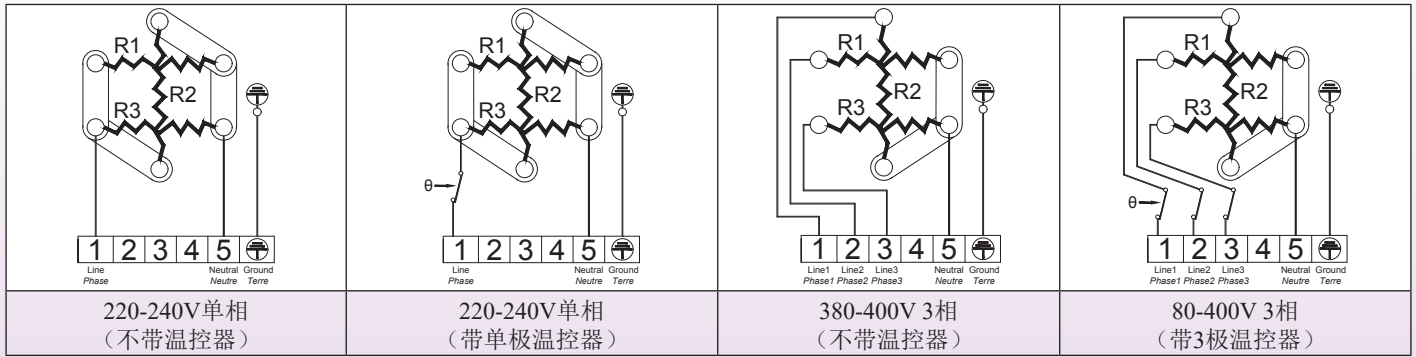 R1
R2
R3
1 2 3 4 5
Line Neutral Ground
Phase Neutre Terre
220-240V单相
（不带温控器）
R1
R2
R3
θ
1 2 3 4 5
Line Neutral Ground
Phase Neutre Terre
220-240V单相
（带单极温控器）
R1
R2
R3
1 2 3 4 5
Line1 Line2 Line3 Neutral Ground
Phase1 Phase2 Phase3 Neutre Terre
380-400V 3相
（不带温控器）
R1
R2
R3
θ
1 2 3 4 5
Line1 Line2 Line3 Neutral Ground
Phase1 Phase2 Phase3 Neutre Terre
80-400V 3相
（带3极温控器）